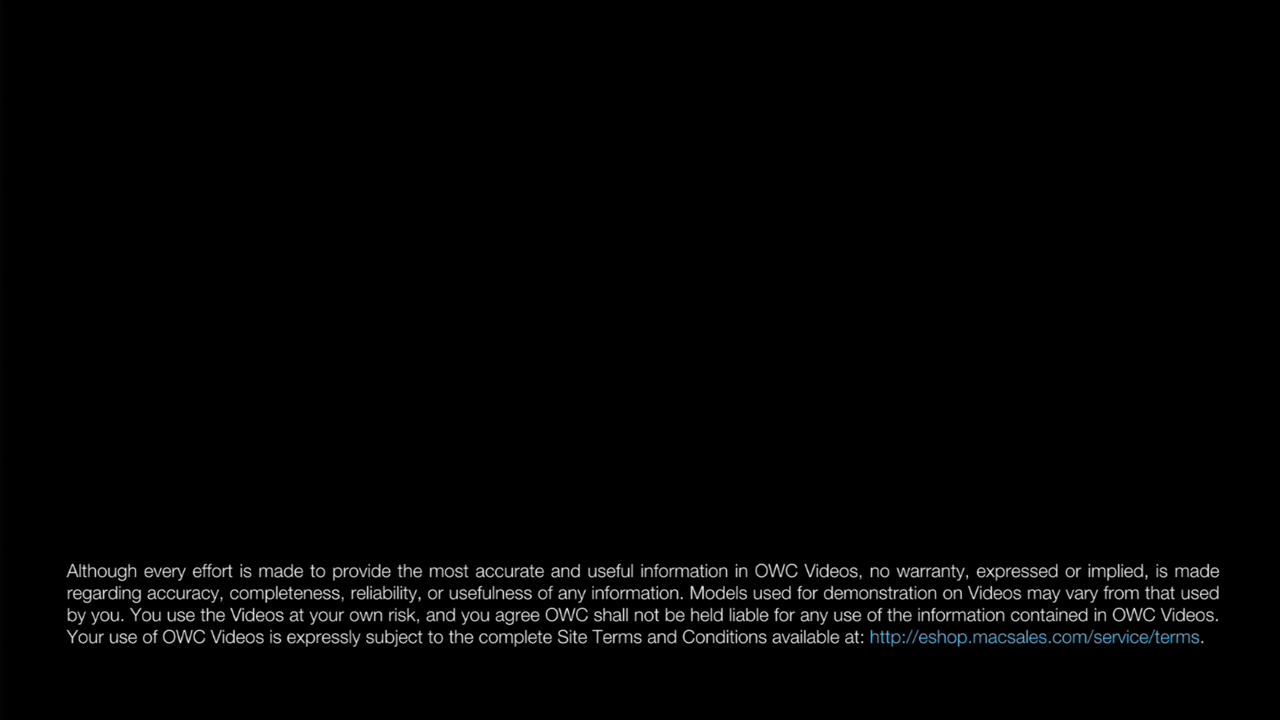 Although every effort is made to provide the most accurate and useful information in OWC Videos, no warranty, expressed or implied, is made
regarding accuracy, completeness, reliability, or usefulness of any information. Models used for demonstration on Videos may vary from that used
by you. You use the Videos at your own risk, and you agree OWC shall not be held liable for any use of the information contained in OWC Videos.
Your use of OWC Videos is expressly subject to the complete Site Terms and Conditions available at: http://eshop.macsales.com/service/terms.